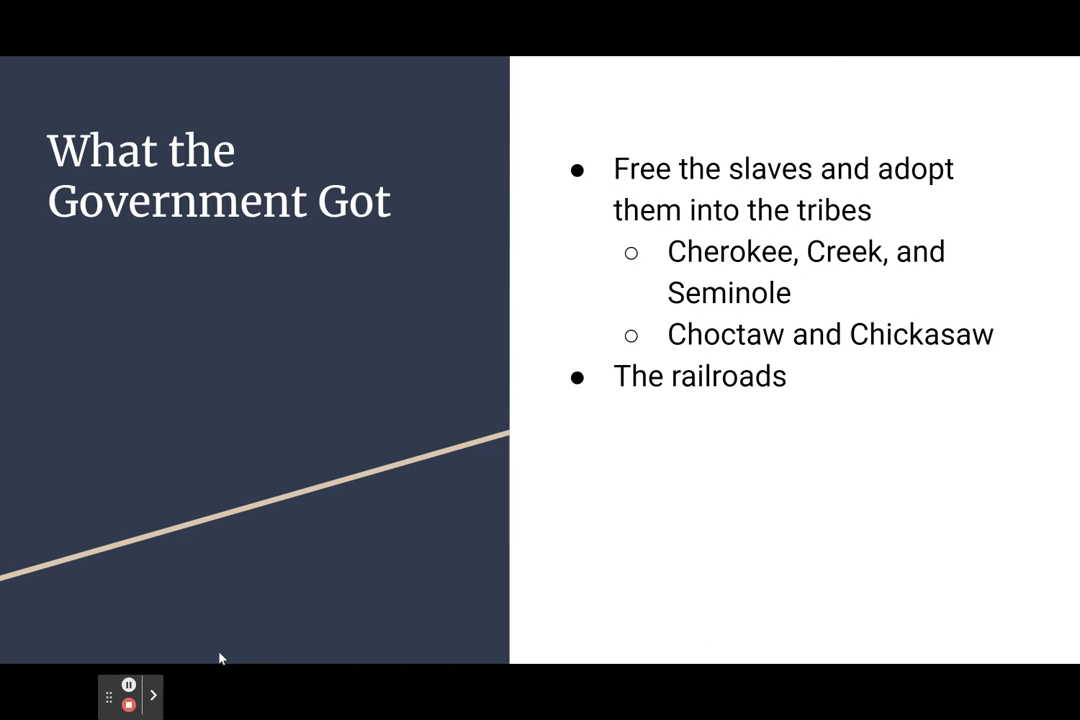 What the
Government Got
● Free the slaves and adopt
them into the tribes
○ Cherokee, Creek, and
Seminole
○ Choctaw and Chickasaw
● The railroads